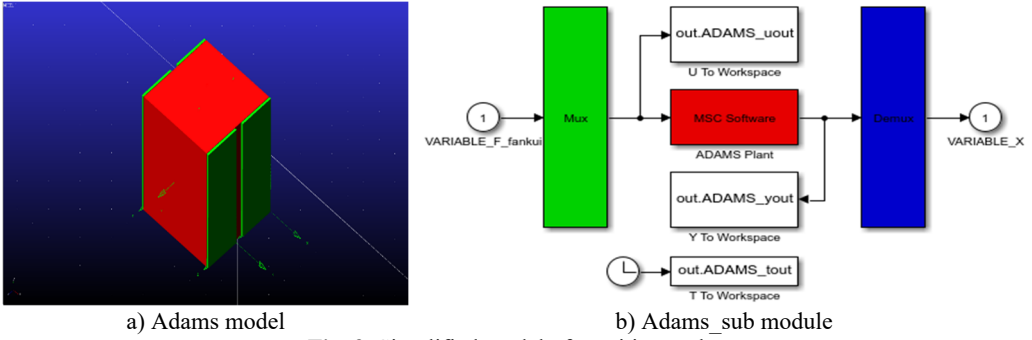 out.ADAMS_uout
U To Workspace
1
Mux
MSC Software
Demux
1
VARIABLE_F_fankui
ADAMS Plant
VARIABLE_X
out.ADAMS_yout
Y To Workspace
out.ADAMS_tout
T To Workspace
a) Adams model
b) Adams_sub module